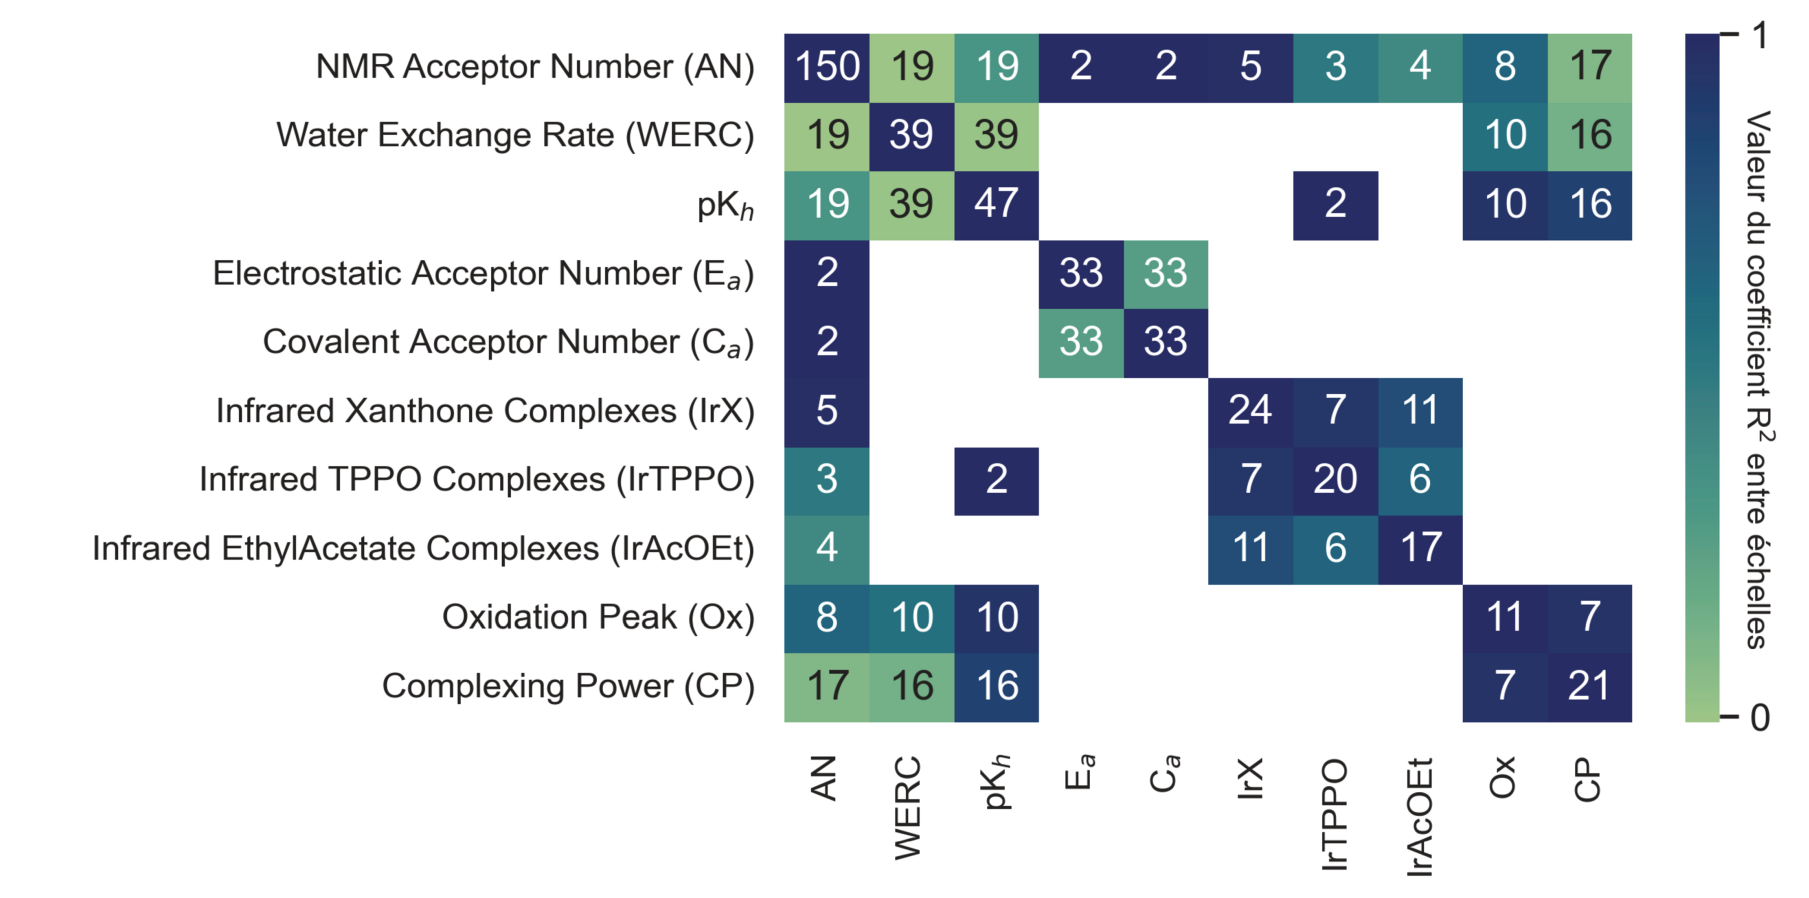 NMR Acceptor Number (AN) 150 19 19 2 2 5 3 4 8 17
Water Exchange Rate (WERC) 19 39 39 10 16
pKₕ 19 39 47 2 10 16
Electrostatic Acceptor Number (Eₐ) 2 33 33
Covalent Acceptor Number (Cₐ) 2 33 33
Infrared Xanthone Complexes (IrX) 5 24 7 11
Infrared TPPO Complexes (IrTPPO) 3 2 7 20 6
Infrared EthylAcetate Complexes (IrAcOEt) 4 11 6 17
Oxidation Peak (Ox) 8 10 10 11 7
Complexing Power (CP) 17 16 16 7 21
AN WERC pKₕ Eₐ Cₐ IrX IrTPPO IrAcOEt Ox CP
1
0
Valeur du coefficient R² entre échelles